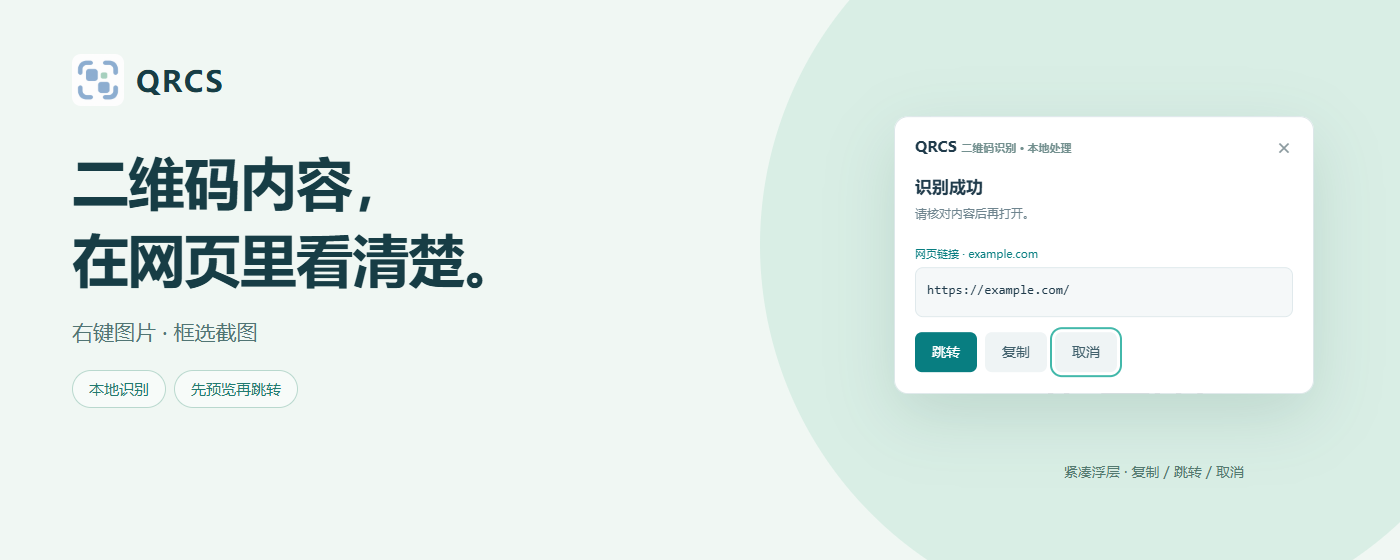 QRCS
二维码内容，
在网页里看清楚。
右键图片 · 框选截图
本地识别
先预览再跳转
QRCS 二维码识别 • 本地处理
识别成功
请核对内容后再打开。
网页链接 · example.com
https://example.com/
跳转 复制 取消
紧凑浮层 · 复制 / 跳转 / 取消